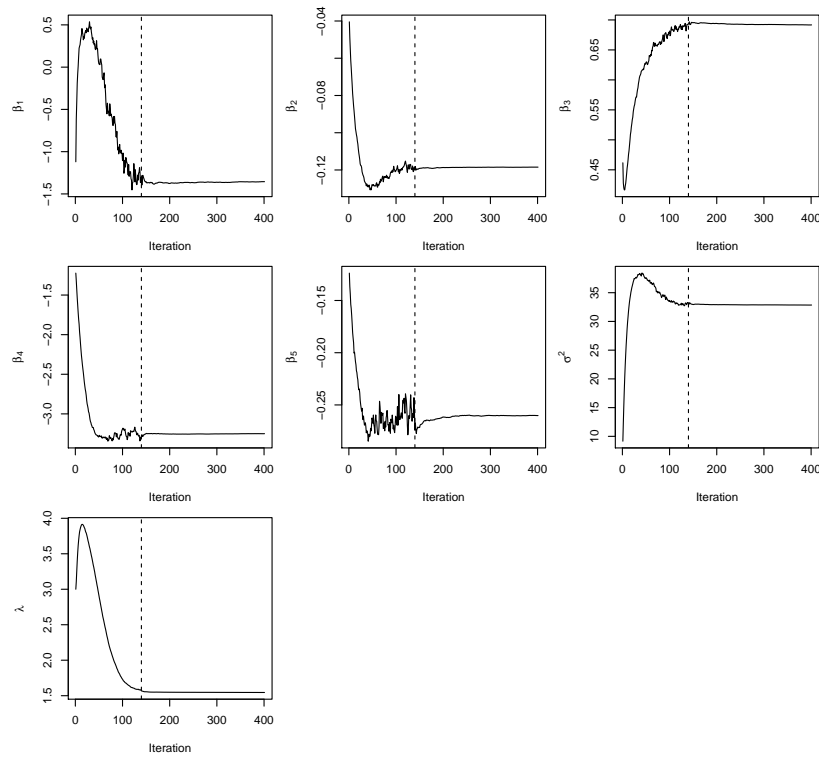 β₁
0.5
0.0
−0.5
−1.0
−1.5
0 100 200 300 400
Iteration
β₂
−0.04
−0.08
−0.12
0 100 200 300 400
Iteration
β₃
0.65
0.55
0.45
0 100 200 300 400
Iteration
β₄
−1.5
−2.0
−2.5
−3.0
0 100 200 300 400
Iteration
β₅
−0.15
−0.20
−0.25
0 100 200 300 400
Iteration
σ²
35
30
25
20
15
10
0 100 200 300 400
Iteration
λ
4.0
3.5
3.0
2.5
2.0
1.5
0 100 200 300 400
Iteration